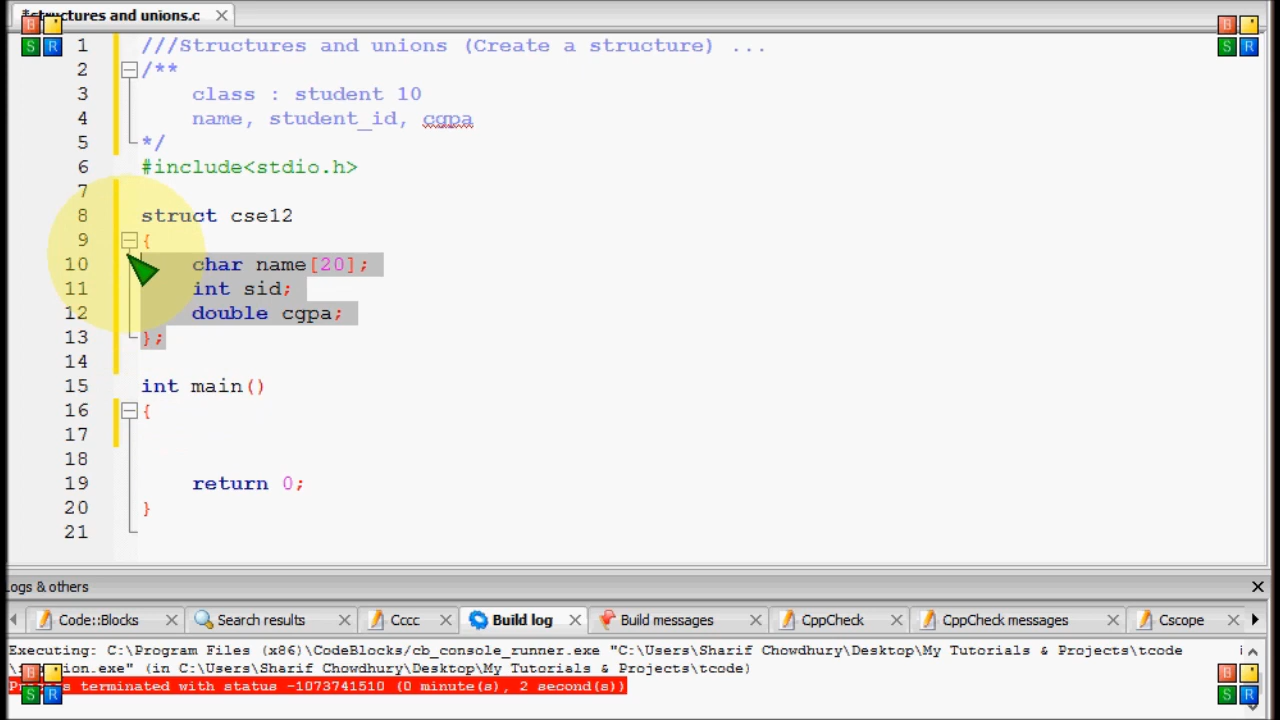 *structures and unions.c
1 ///Structures and unions (Create a structure) ...
2 /**
3 class : student 10
4 name, student_id, cgpa
5 */
6 #include<stdio.h>
7
8 struct cse12
9 {
10 char name[20];
11 int sid;
12 double cgpa;
13 };
14
15 int main()
16 {
17
18
19 return 0;
20 }
21
Logs & others
Code::Blocks Search results Cccc Build log Build messages CppCheck CppCheck messages Cscope
Executing: C:\Program Files (x86)\CodeBlocks/cb_console_runner.exe "C:\Users\Sharif Chowdhury\Desktop\My Tutorials & Projects\tcode
(in C:\Users\Sharif Chowdhury\Desktop\My Tutorials & Projects\tcode)
terminated with status -1073741510 (0 minute(s), 2 second(s))
B
S R
B
S R
B
S R
B
S R